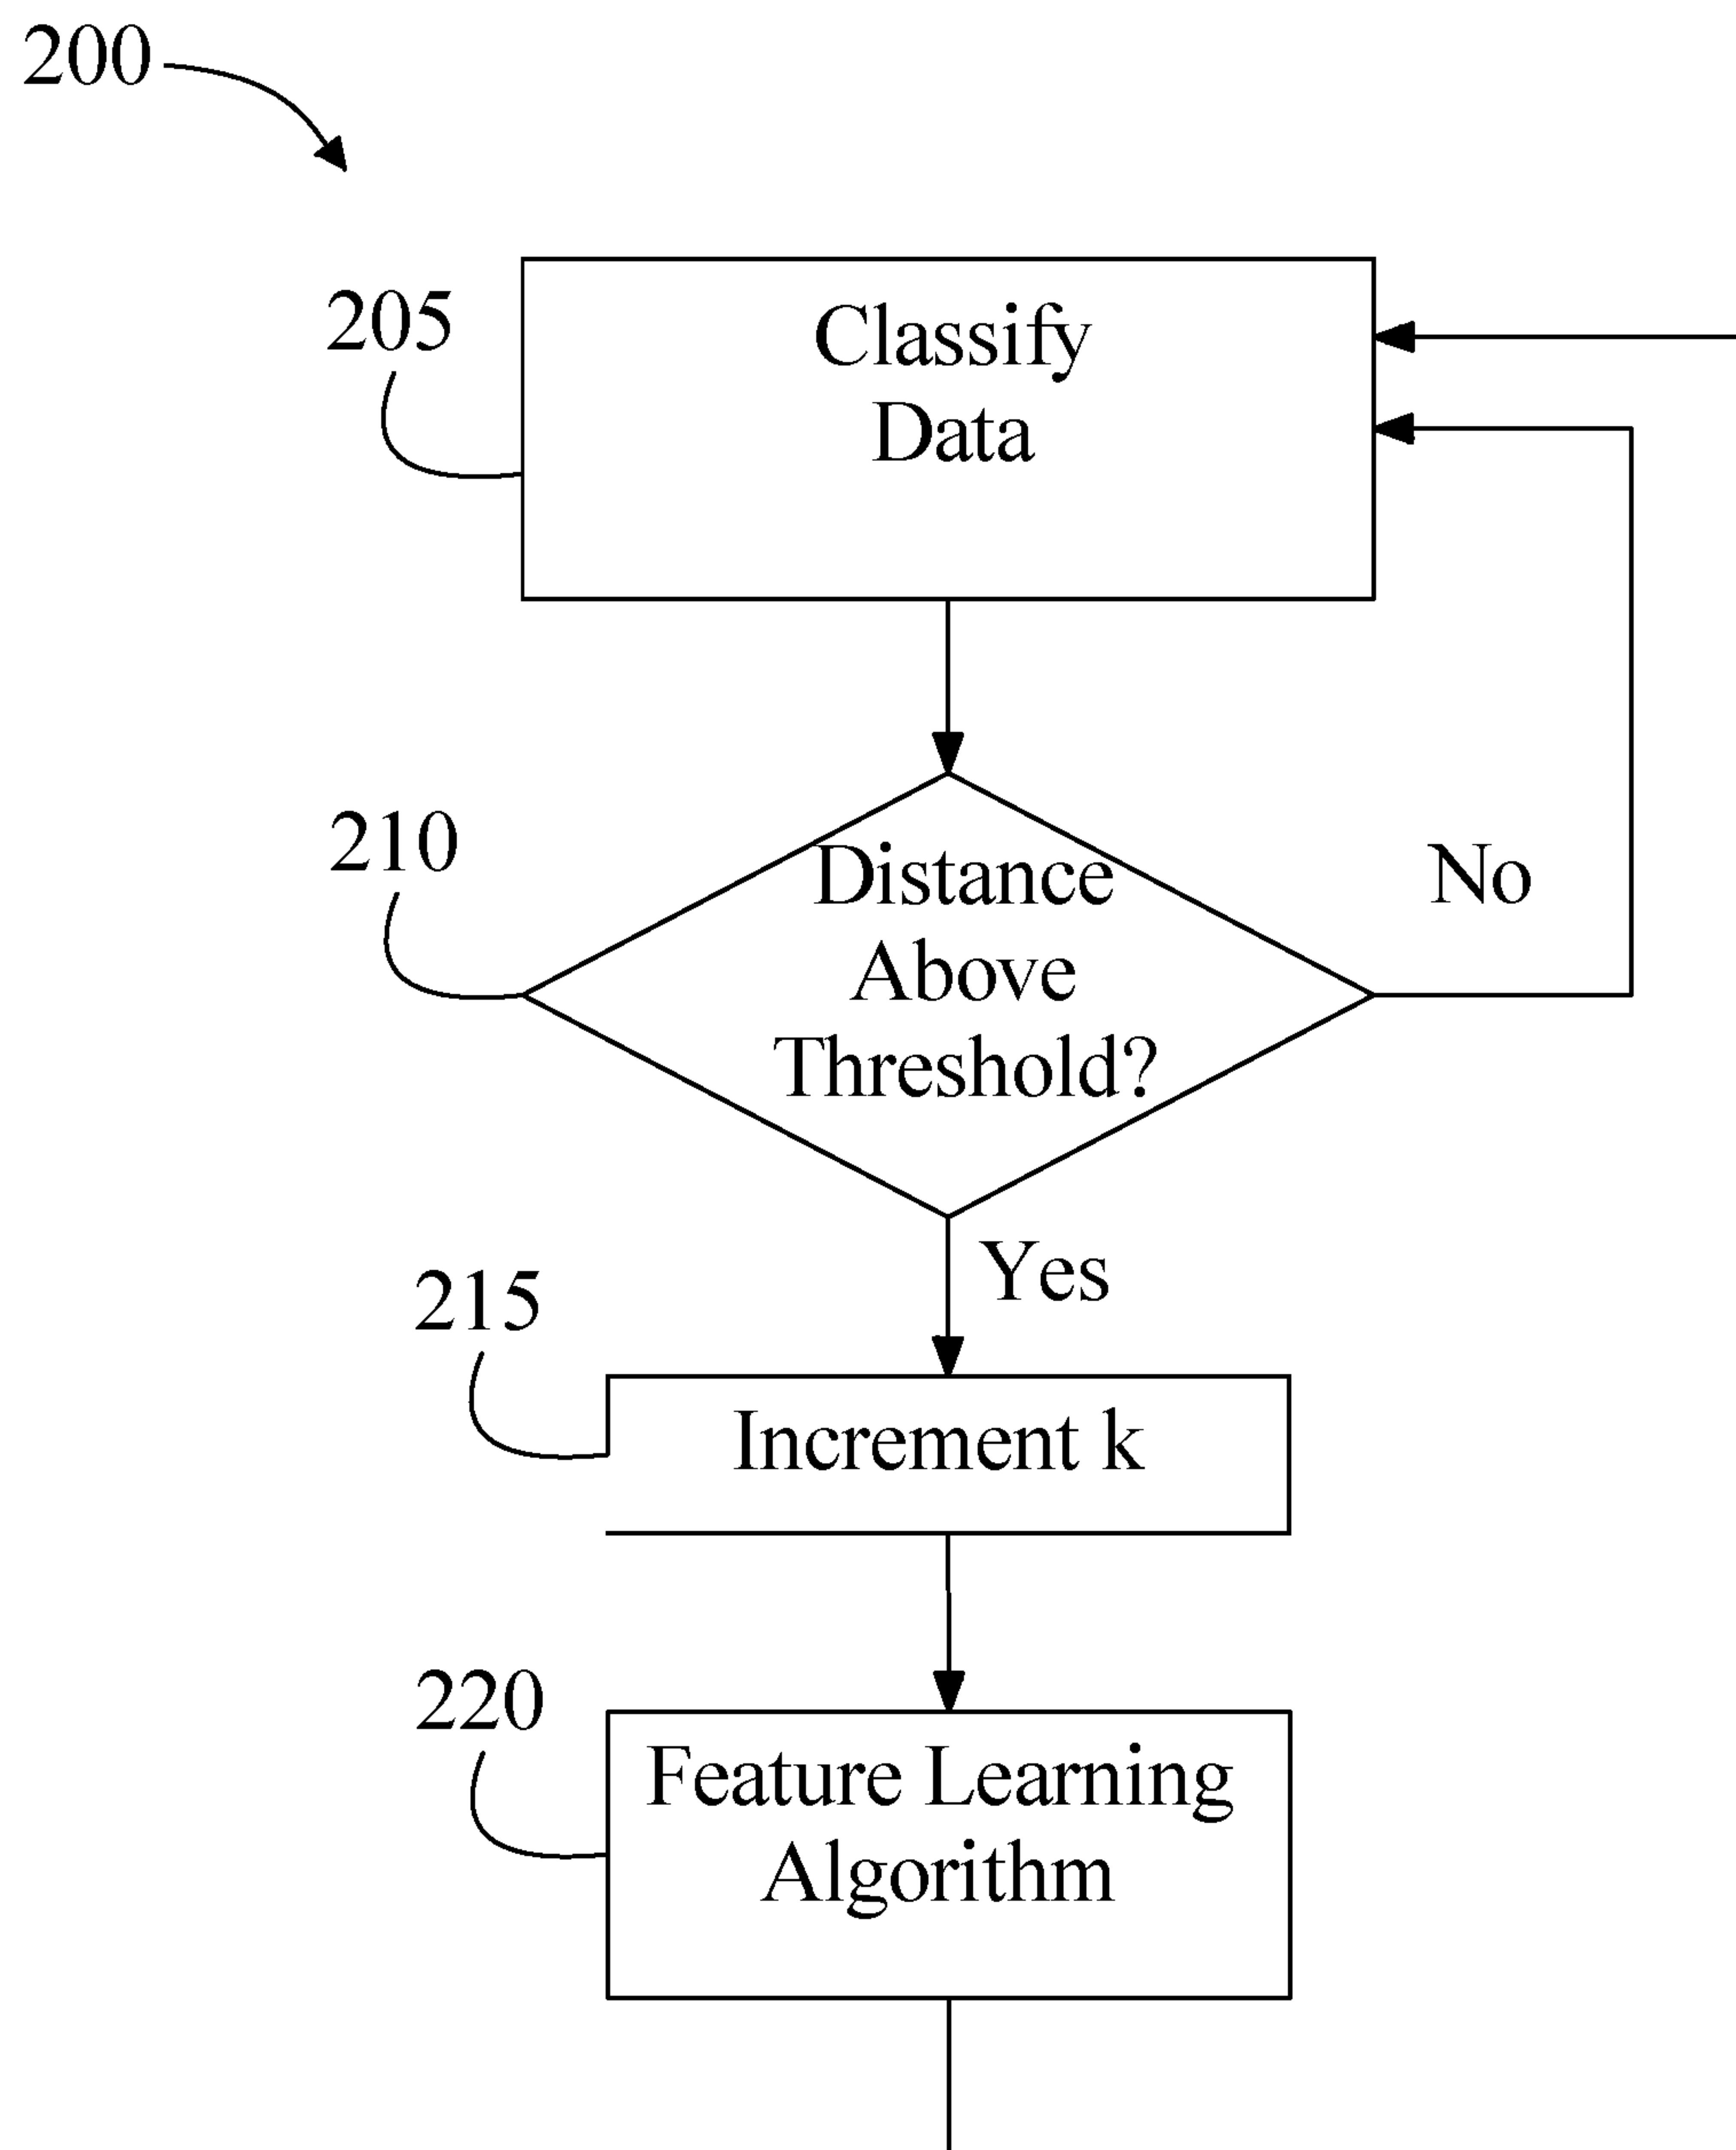 200
205
Classify
Data
210
Distance
Above
Threshold?
No
Yes
215
Increment k
220
Feature Learning
Algorithm